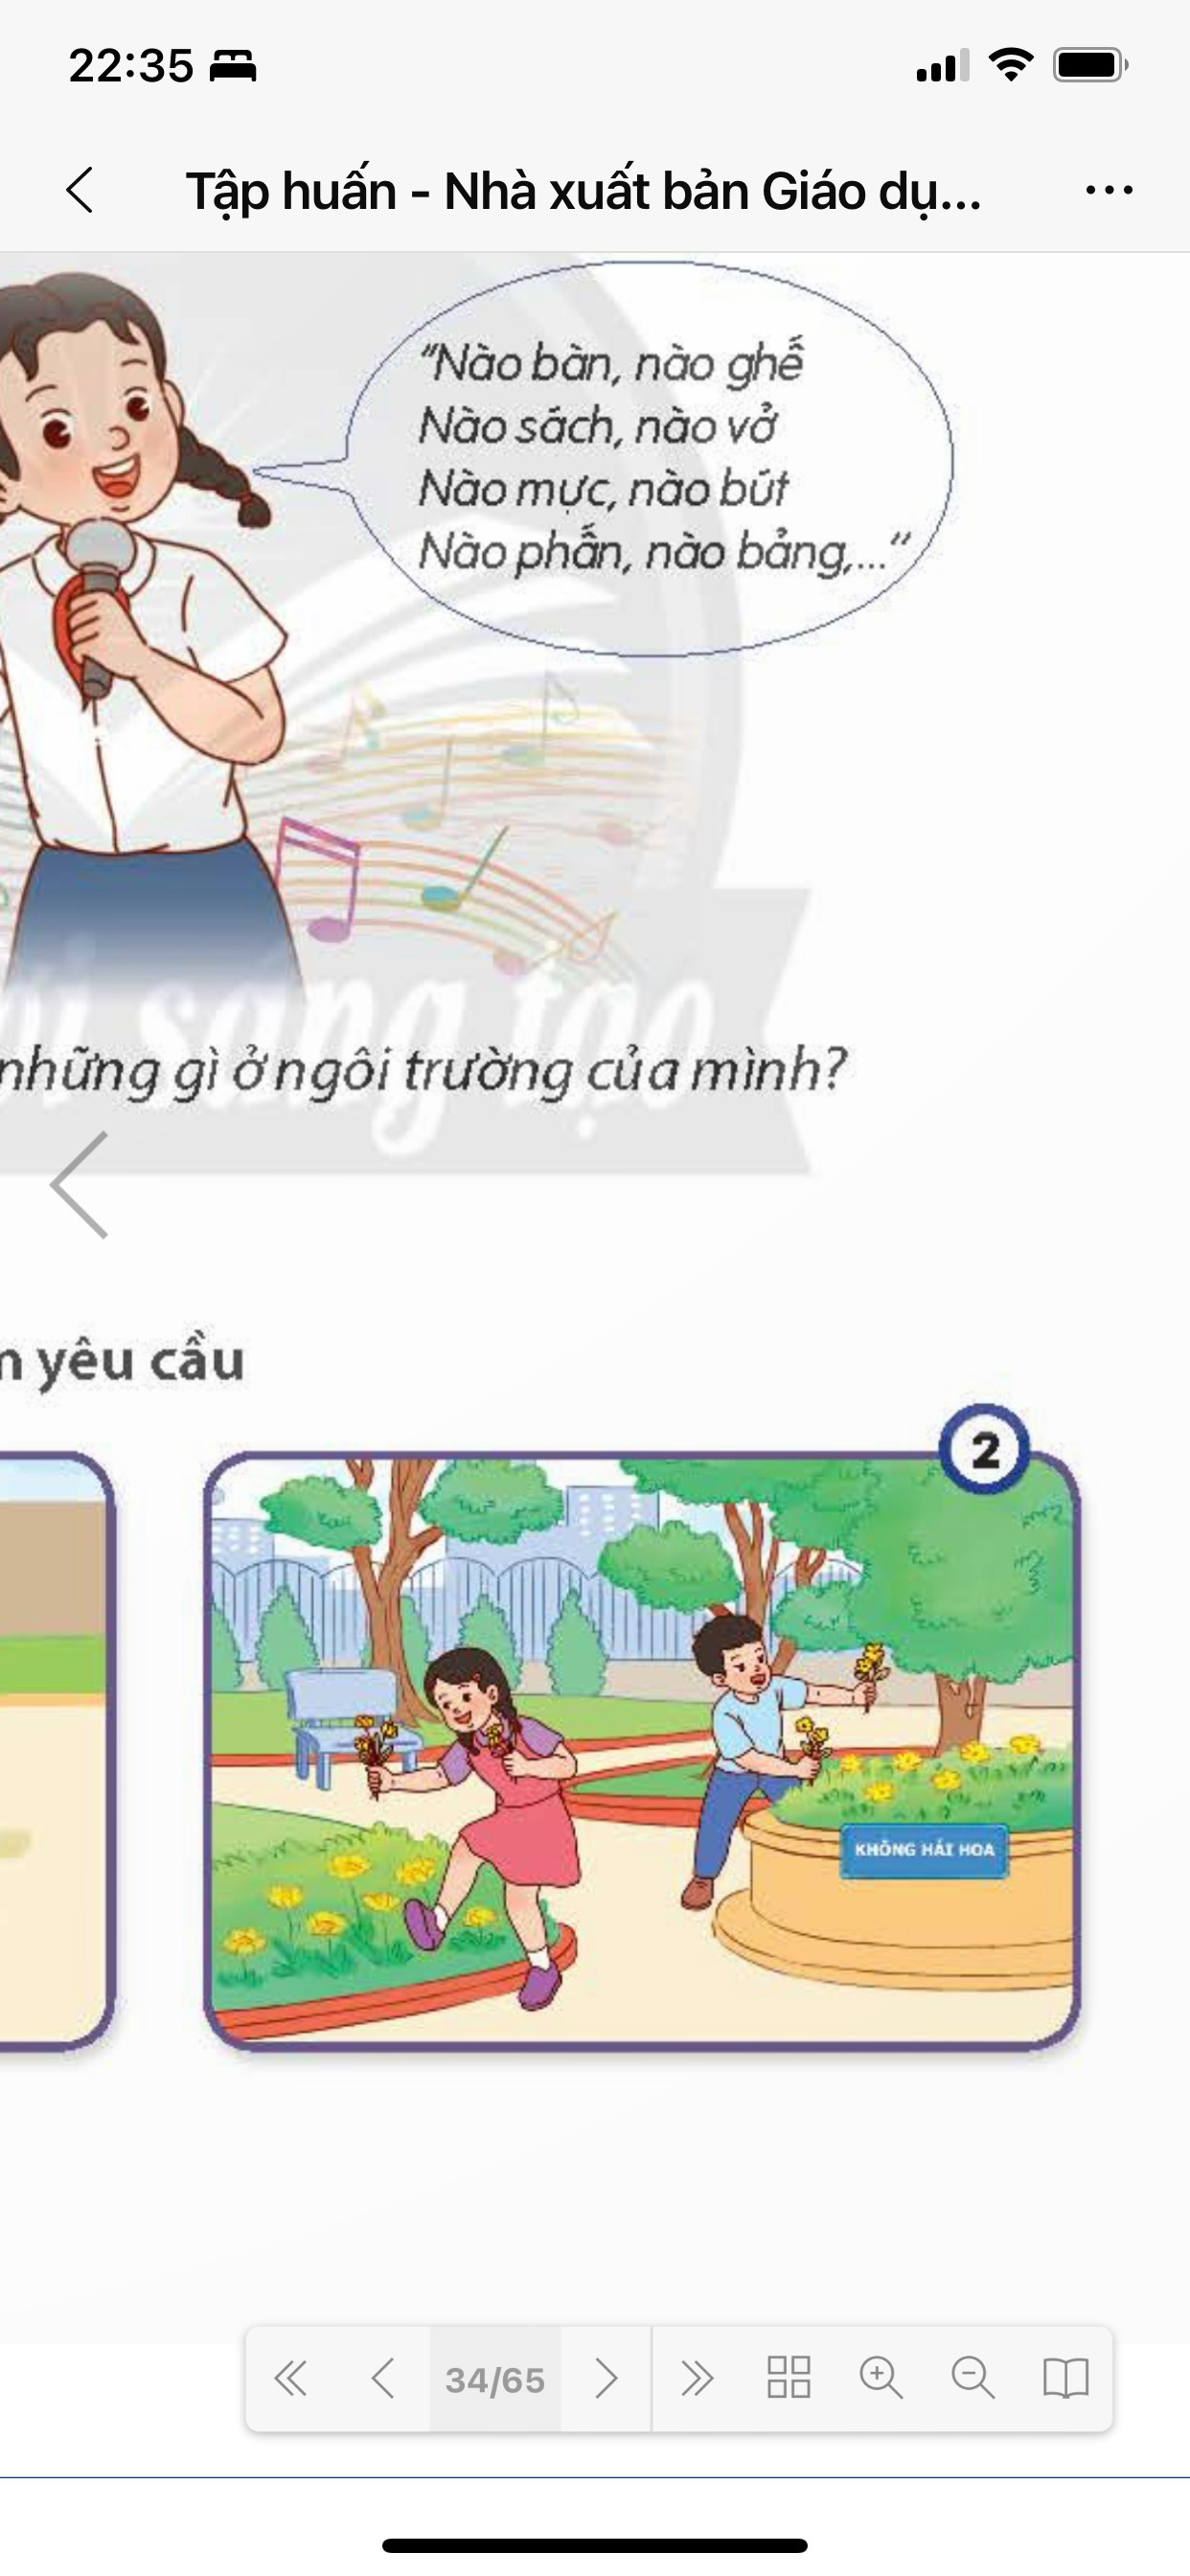 22:35
Tập huấn - Nhà xuất bản Giáo dụ...
“Nào bàn, nào ghế
Nào sách, nào vở
Nào mực, nào bút
Nào phấn, nào bảng,...”
sáng tạo
những gì ở ngôi trường của mình?
yêu cầu
2
KHÔNG HÁI HOA
34/65